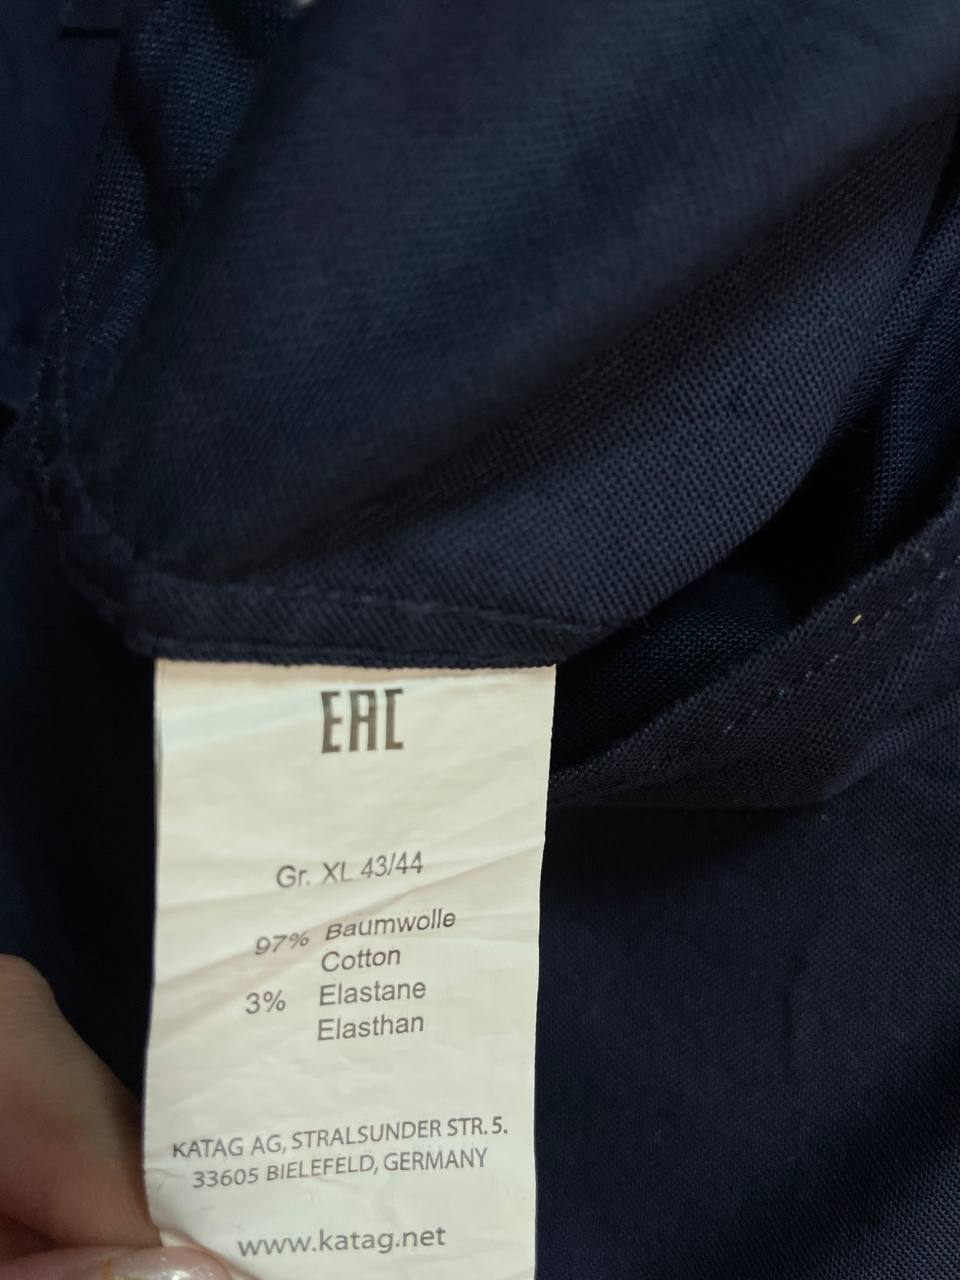 EAC
Gr. XL 43/44
97% Baumwolle
Cotton
3% Elastane
Elasthan
KATAG AG, STRALSUNDER STR. 5.
33605 BIELEFELD, GERMANY
www.katag.net